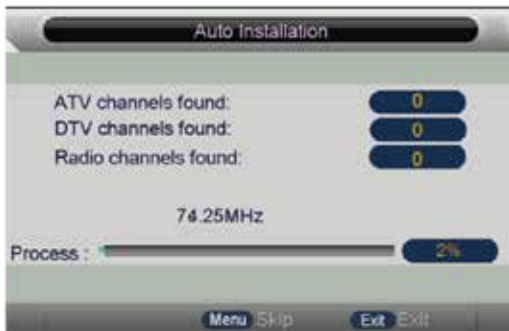 Auto Installation
ATV channels found: 0
DTV channels found: 0
Radio channels found: 0
74.25MHz
Process : 2%
Menu Skip Exit Exit